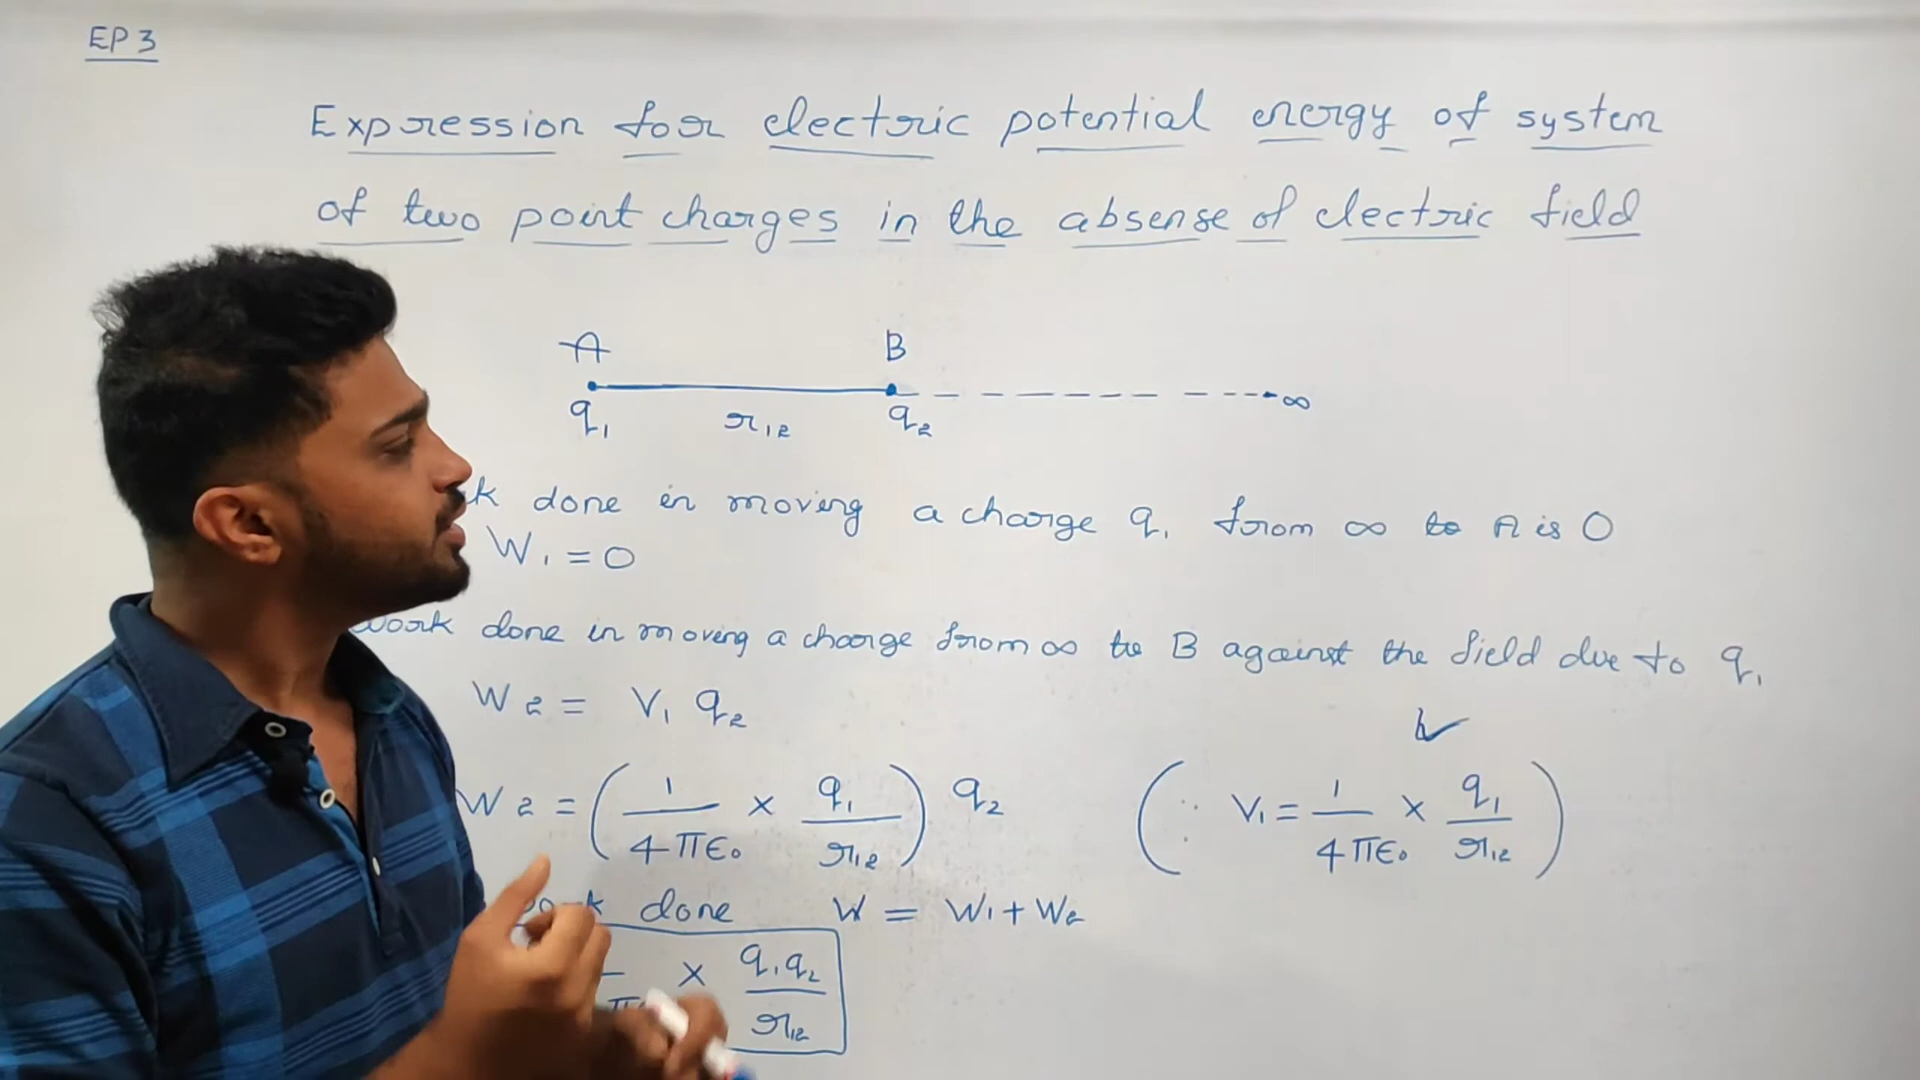 EP 3
Expression for electric potential energy of system
of two point charges in the absense of electric field
A B
q₁ r₁₂ q₂ ∞
done in moving a charge q₁ from ∞ to A is 0
W₁ = 0
work done in moving a charge from ∞ to B against the field due to q₁
W₂ = V₁ q₂
W₂ = ( 1/4πϵ₀ × q₁/r₁₂ ) q₂ ( ∵ V₁ = 1/4πϵ₀ × q₁/r₁₂ )
done W = W₁ + W₂
× q₁q₂/r₁₂